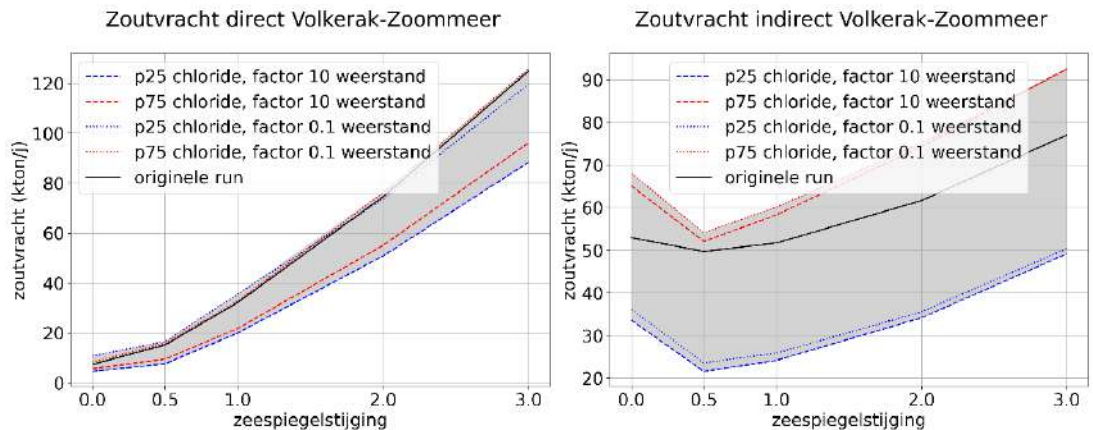 Zoutvracht direct Volkerak-Zoommeer
p25 chloride, factor 10 weerstand
p75 chloride, factor 10 weerstand
p25 chloride, factor 0.1 weerstand
p75 chloride, factor 0.1 weerstand
originele run
zoutvracht (kton/j)
120
100
80
60
40
20
0
0.0
0.5
1.0
2.0
3.0
zeespiegelstijging
Zoutvracht indirect Volkerak-Zoommeer
p25 chloride, factor 10 weerstand
p75 chloride, factor 10 weerstand
p25 chloride, factor 0.1 weerstand
p75 chloride, factor 0.1 weerstand
originele run
zoutvracht (kton/j)
90
80
70
60
50
40
30
20
0.0
0.5
1.0
2.0
3.0
zeespiegelstijging